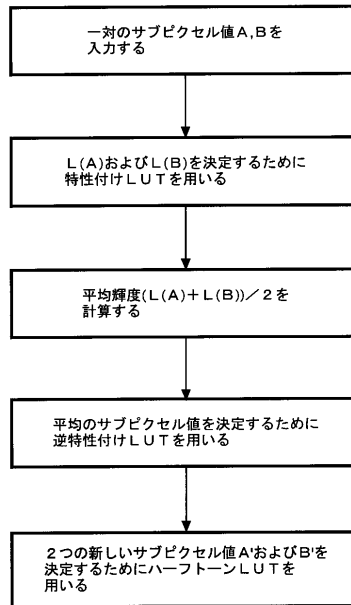 一対のサブピクセル値A,Bを
入力する
L(A)およびL(B)を決定するために
特性付けLUTを用いる
平均輝度(L(A)+L(B))/2を
計算する
平均のサブピクセル値を決定するために
逆特性付けLUTを用いる
2つの新しいサブピクセル値A'およびB'を
決定するためにハーフトーンLUTを
用いる